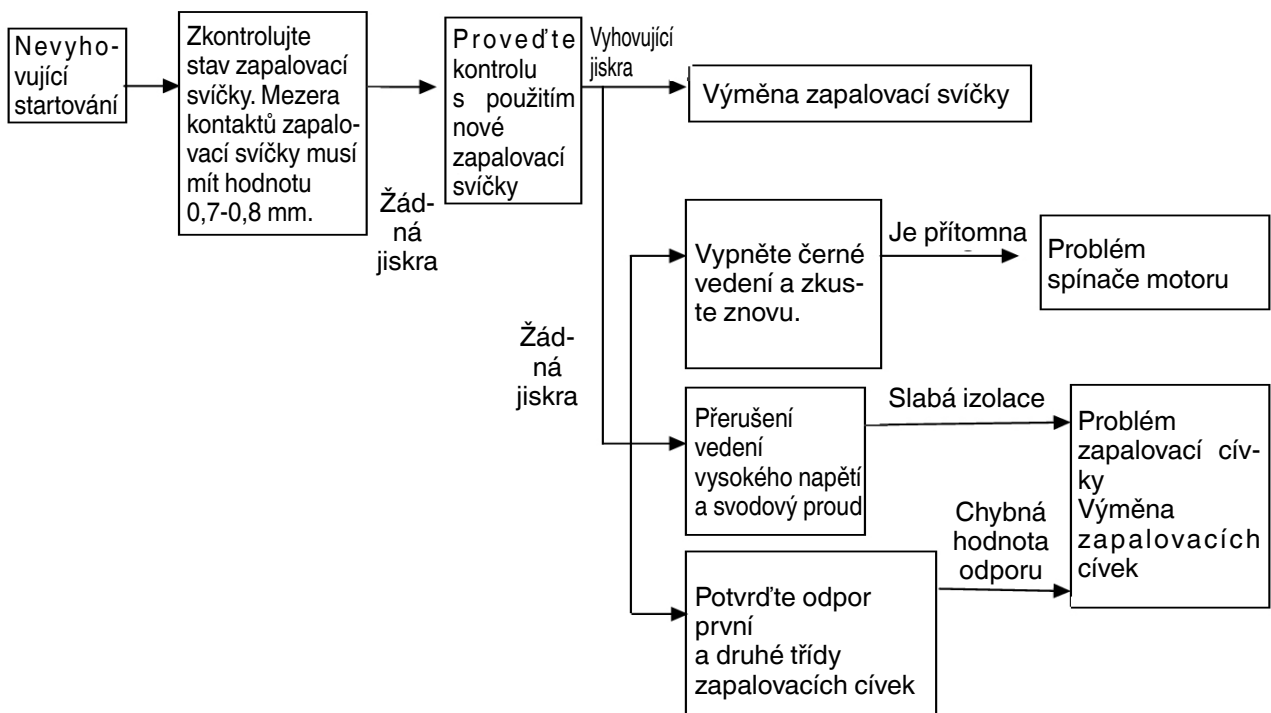 Nevyho-
vující
startování
Zkontrolujte
stav zapalovací
svíčky. Mezera
kontaktů zapalo-
vací svíčky musí
mít hodnotu
0,7-0,8 mm.
Žád-
ná
jiskra
Proveďte
kontrolu
s použitím
nové
zapalovací
svíčky
Vyhovující
jiskra
Výměna zapalovací svíčky
Žád-
ná
jiskra
Vypněte černé
vedení a zkus-
te znovu.
Je přítomna
Problém
spínače motoru
Přerušení
vedení
vysokého napětí
a svodový proud
Slabá izolace
Potvrďte odpor
první
a druhé třídy
zapalovacích cívek
Chybná
hodnota
odporu
Problém
zapalovací cív-
ky
Výměna
zapalovacích
cívek